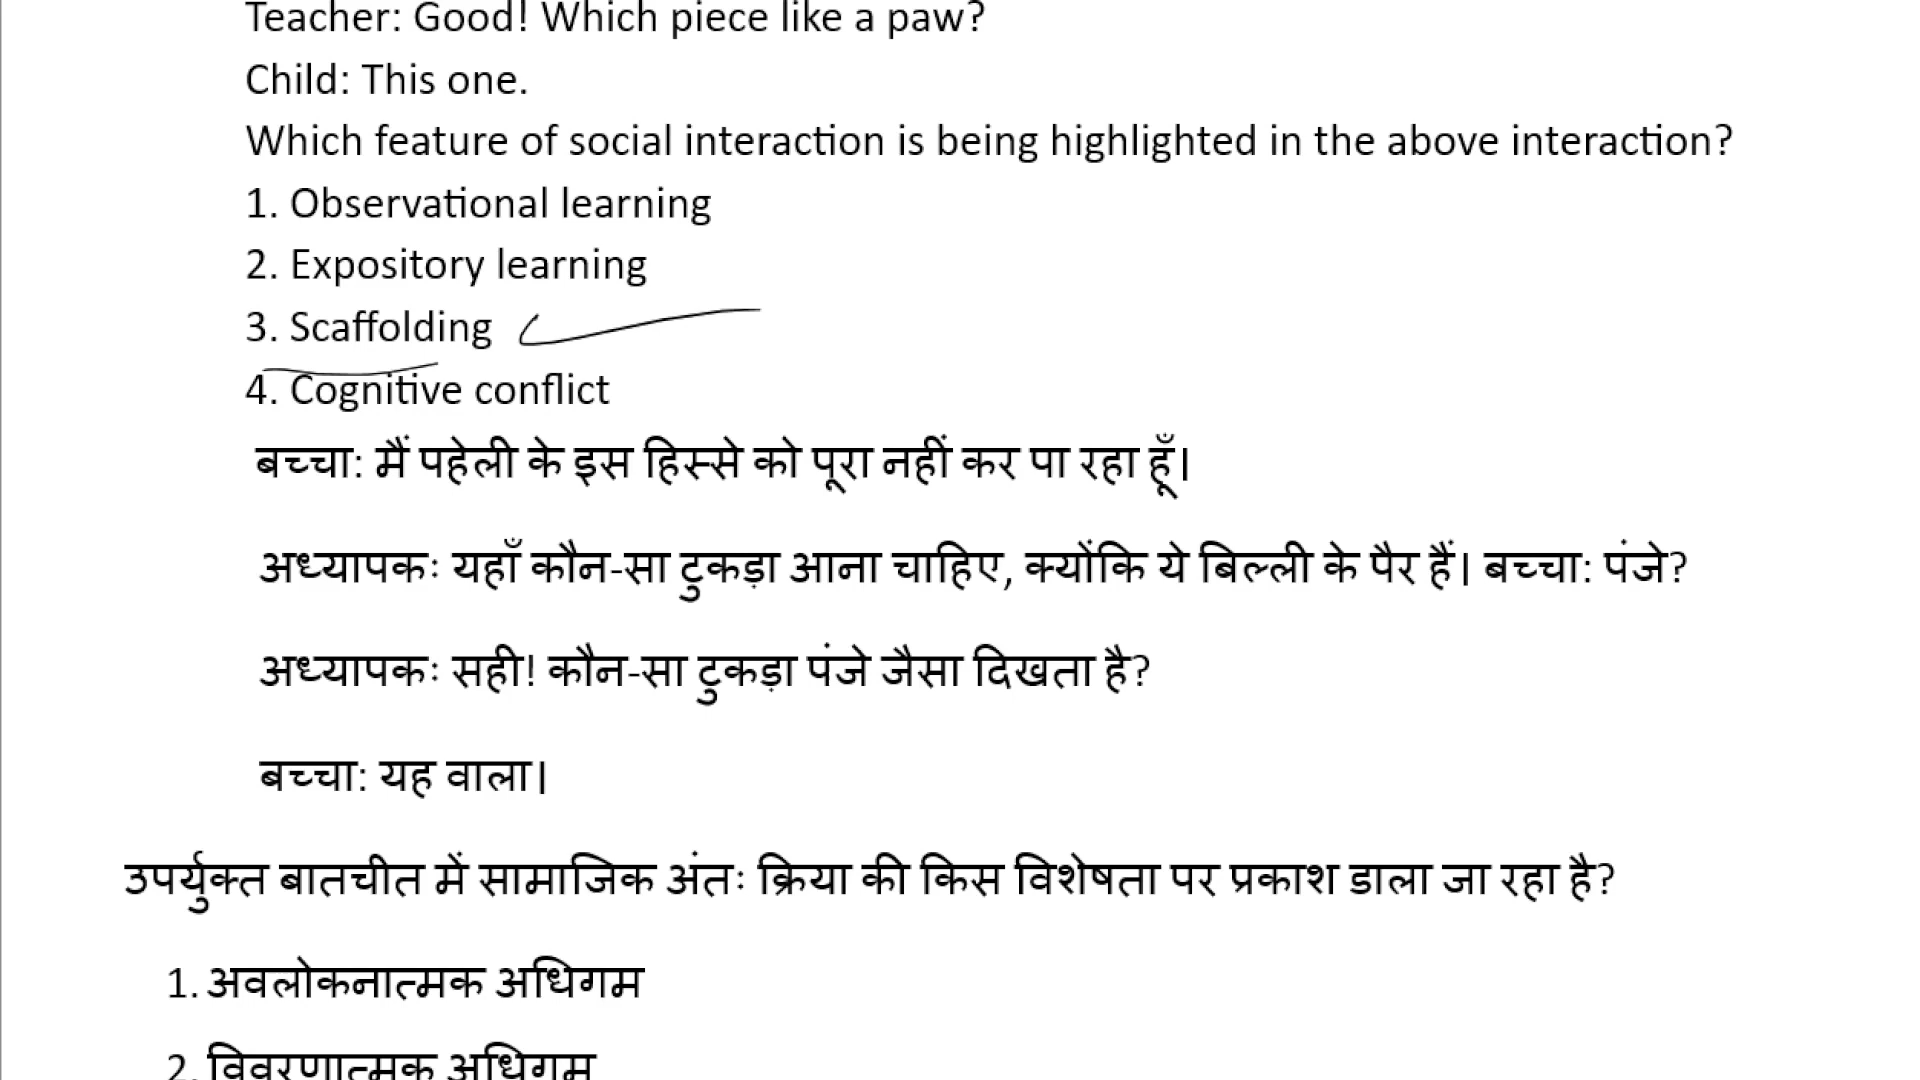 Teacher: Good! Which piece like a paw?
Child: This one.
Which feature of social interaction is being highlighted in the above interaction?
1. Observational learning
2. Expository learning
3. Scaffolding
4. Cognitive conflict
बच्चा: मैं पहेली के इस हिस्से को पूरा नहीं कर पा रहा हूँ।
अध्यापकः यहाँ कौन-सा टुकड़ा आना चाहिए, क्योंकि ये बिल्ली के पैर हैं। बच्चा: पंजे?
अध्यापकः सही! कौन-सा टुकड़ा पंजे जैसा दिखता है?
बच्चा: यह वाला।
उपर्युक्त बातचीत में सामाजिक अंतः क्रिया की किस विशेषता पर प्रकाश डाला जा रहा है?
1. अवलोकनात्मक अधिगम
2. विवरणात्मक अधिगम